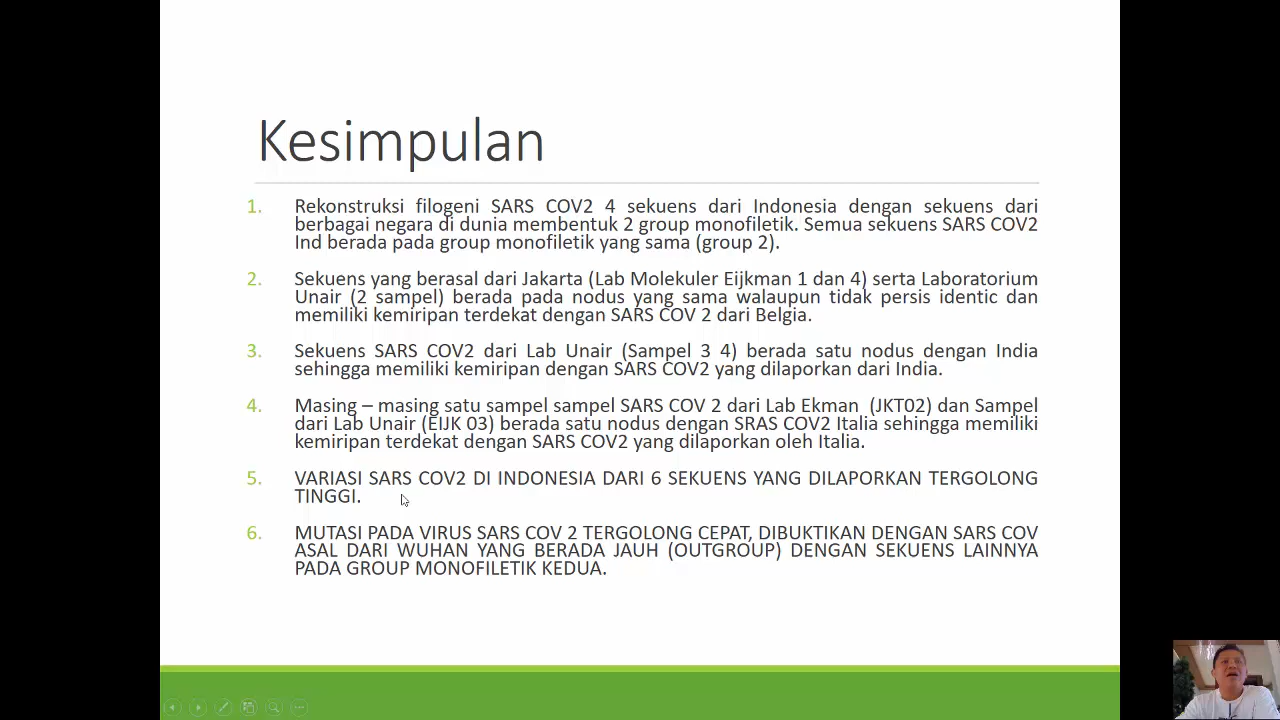 Kesimpulan
1. Rekonstruksi filogeni SARS COV2 4 sekuens dari Indonesia dengan sekuens dari
berbagai negara di dunia membentuk 2 group monofiletik. Semua sekuens SARS COV2
Ind berada pada group monofiletik yang sama (group 2).
2. Sekuens yang berasal dari Jakarta (Lab Molekuler Eijkman 1 dan 4) serta Laboratorium
Unair (2 sampel) berada pada nodus yang sama walaupun tidak persis identic dan
memiliki kemiripan terdekat dengan SARS COV 2 dari Belgia.
3. Sekuens SARS COV2 dari Lab Unair (Sampel 3 4) berada satu nodus dengan India
sehingga memiliki kemiripan dengan SARS COV2 yang dilaporkan dari India.
4. Masing – masing satu sampel sampel SARS COV 2 dari Lab Ekman (JKT02) dan Sampel
dari Lab Unair (EIJK 03) berada satu nodus dengan SRAS COV2 Italia sehingga memiliki
kemiripan terdekat dengan SARS COV2 yang dilaporkan oleh Italia.
5. VARIASI SARS COV2 DI INDONESIA DARI 6 SEKUENS YANG DILAPORKAN TERGOLONG
TINGGI.
6. MUTASI PADA VIRUS SARS COV 2 TERGOLONG CEPAT, DIBUKTIKAN DENGAN SARS COV
ASAL DARI WUHAN YANG BERADA JAUH (OUTGROUP) DENGAN SEKUENS LAINNYA
PADA GROUP MONOFILETIK KEDUA.